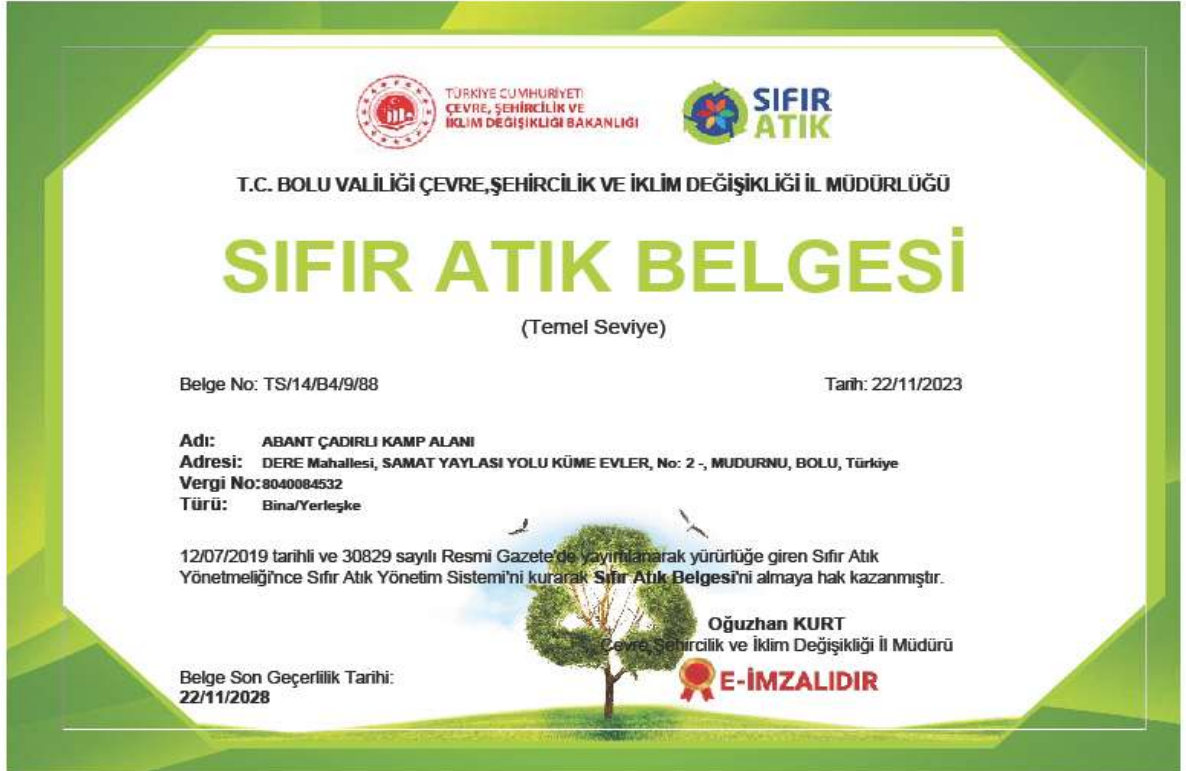 TÜRKİYE CUMHURİYETİ
ÇEVRE, ŞEHİRCİLİK VE
İKLİM DEĞİŞİKLİĞİ BAKANLIĞI
SIFIR
ATIK
T.C. BOLU VALİLİĞİ ÇEVRE,ŞEHİRCİLİK VE İKLİM DEĞİŞİKLİĞİ İL MÜDÜRLÜĞÜ
SIFIR ATIK BELGESİ
(Temel Seviye)
Belge No: TS/14/B4/9/88 Tarih: 22/11/2023
Adı: ABANT ÇADIRLI KAMP ALANI
Adresi: DERE Mahallesi, SAMAT YAYLASI YOLU KÜME EVLER, No: 2 -, MUDURNU, BOLU, Türkiye
Vergi No:8040084532
Türü: Bina/Yerleşke
12/07/2019 tarihli ve 30829 sayılı Resmi Gazete'de yayımlanarak yürürlüğe giren Sıfır Atık
Yönetmeliği'nce Sıfır Atık Yönetim Sistemi'ni kurarak Sıfır Atık Belgesi'ni almaya hak kazanmıştır.
Oğuzhan KURT
Çevre,Şehircilik ve İklim Değişikliği İl Müdürü
E-İMZALIDIR
Belge Son Geçerlilik Tarihi:
22/11/2028